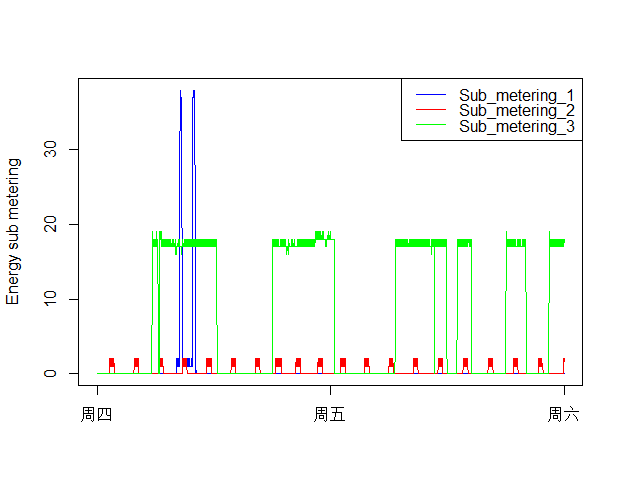 Sub_metering_1
Sub_metering_2
Sub_metering_3
Energy sub metering
30
20
10
0
周四 周五 周六